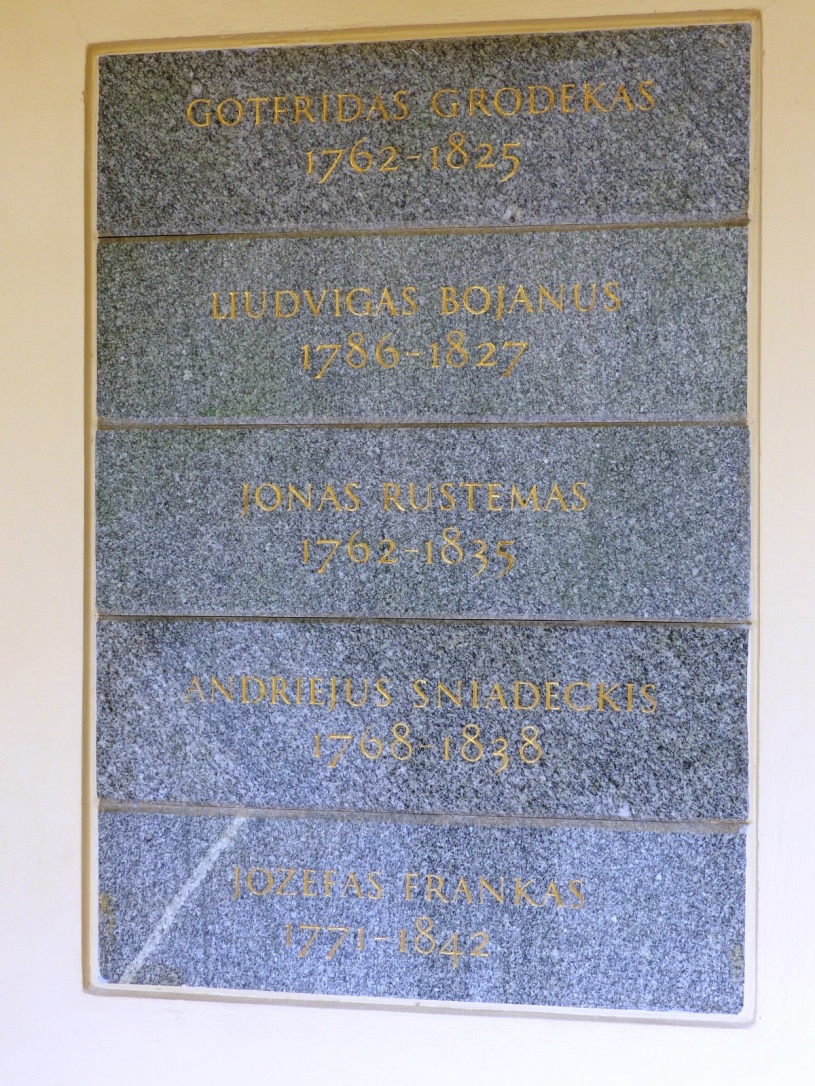 GOTFRIDAS GRODEKAS
1762-1825
LIUDVIGAS BOJANUS
1786-1827
JONAS RUSTEMAS
1762-1835
ANDRIEJUS SNIADECKIS
1768-1838
JOZEFAS FRANKAS
1771-1842